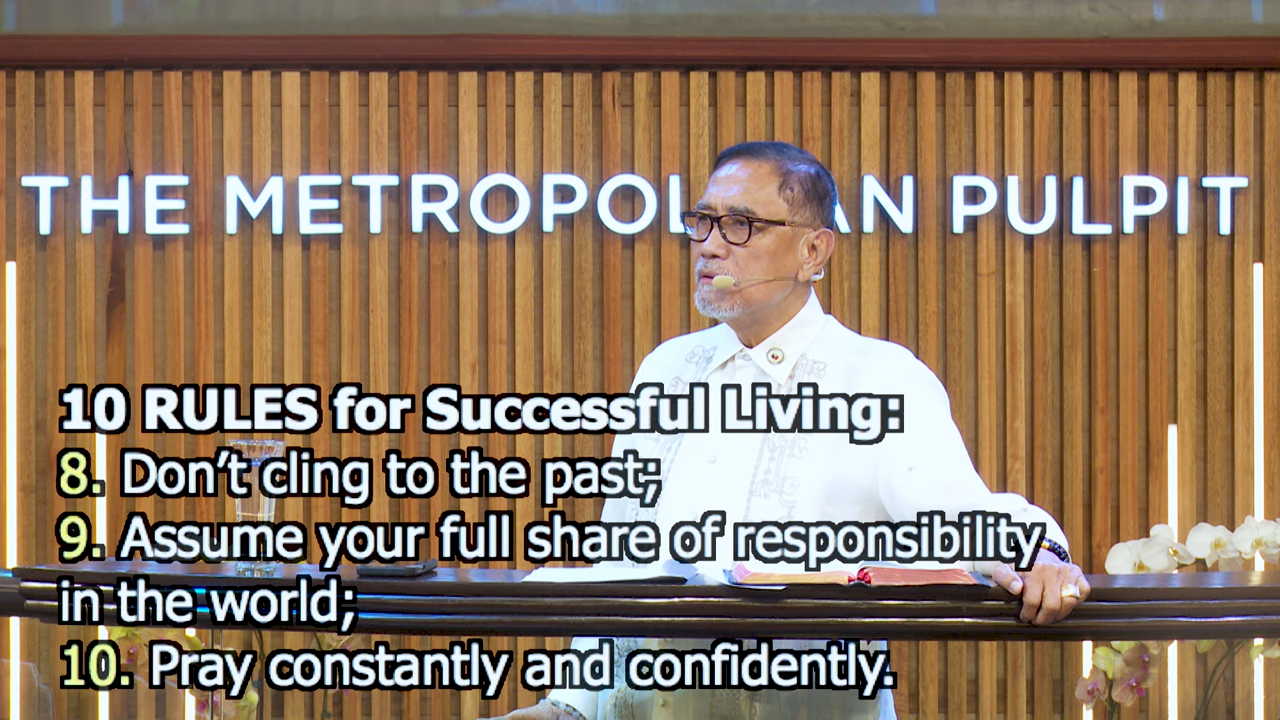 THE METROPOL AN PULPIT
10 RULES for Successful Living:
8. Don’t cling to the past;
9. Assume your full share of responsibility
in the world;
10. Pray constantly and confidently.